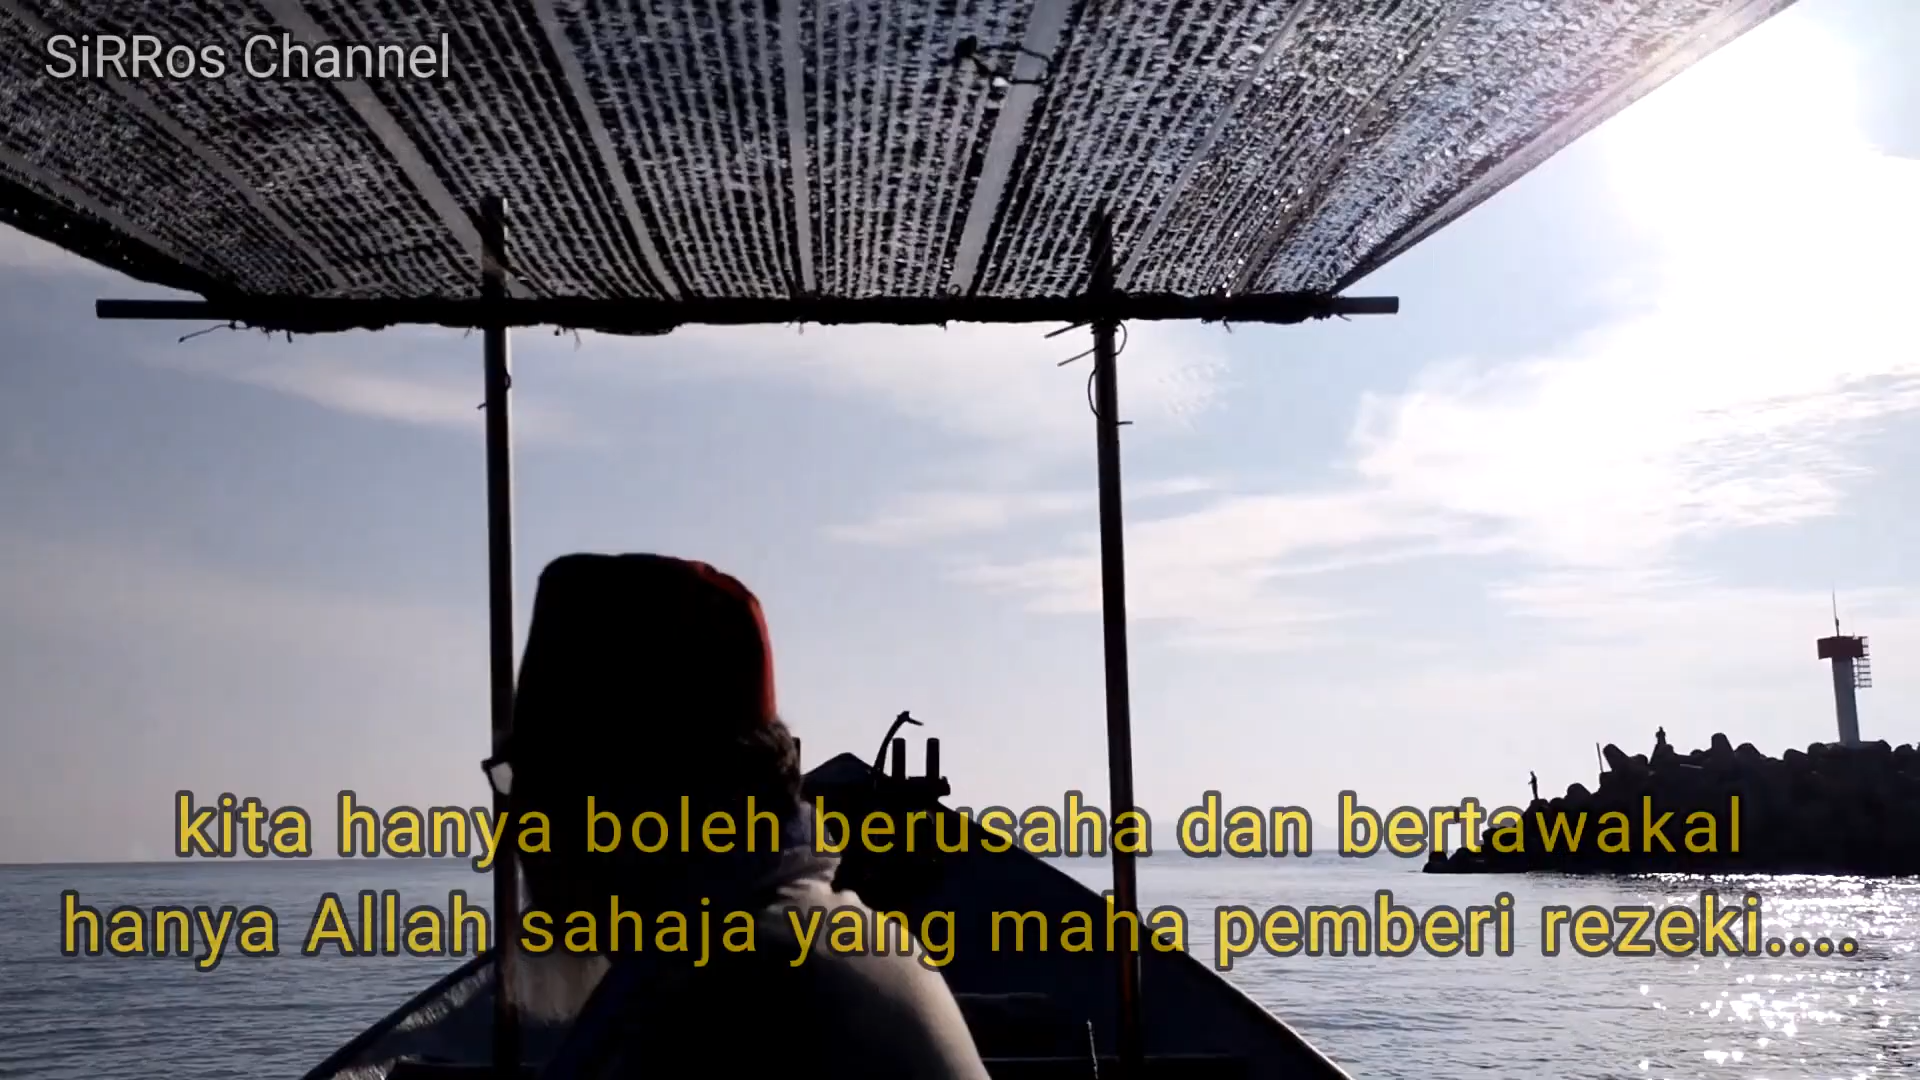 SiRRos Channel
kita hanya boleh berusaha dan bertawakal
hanya Allah sahaja yang maha pemberi rezeki....